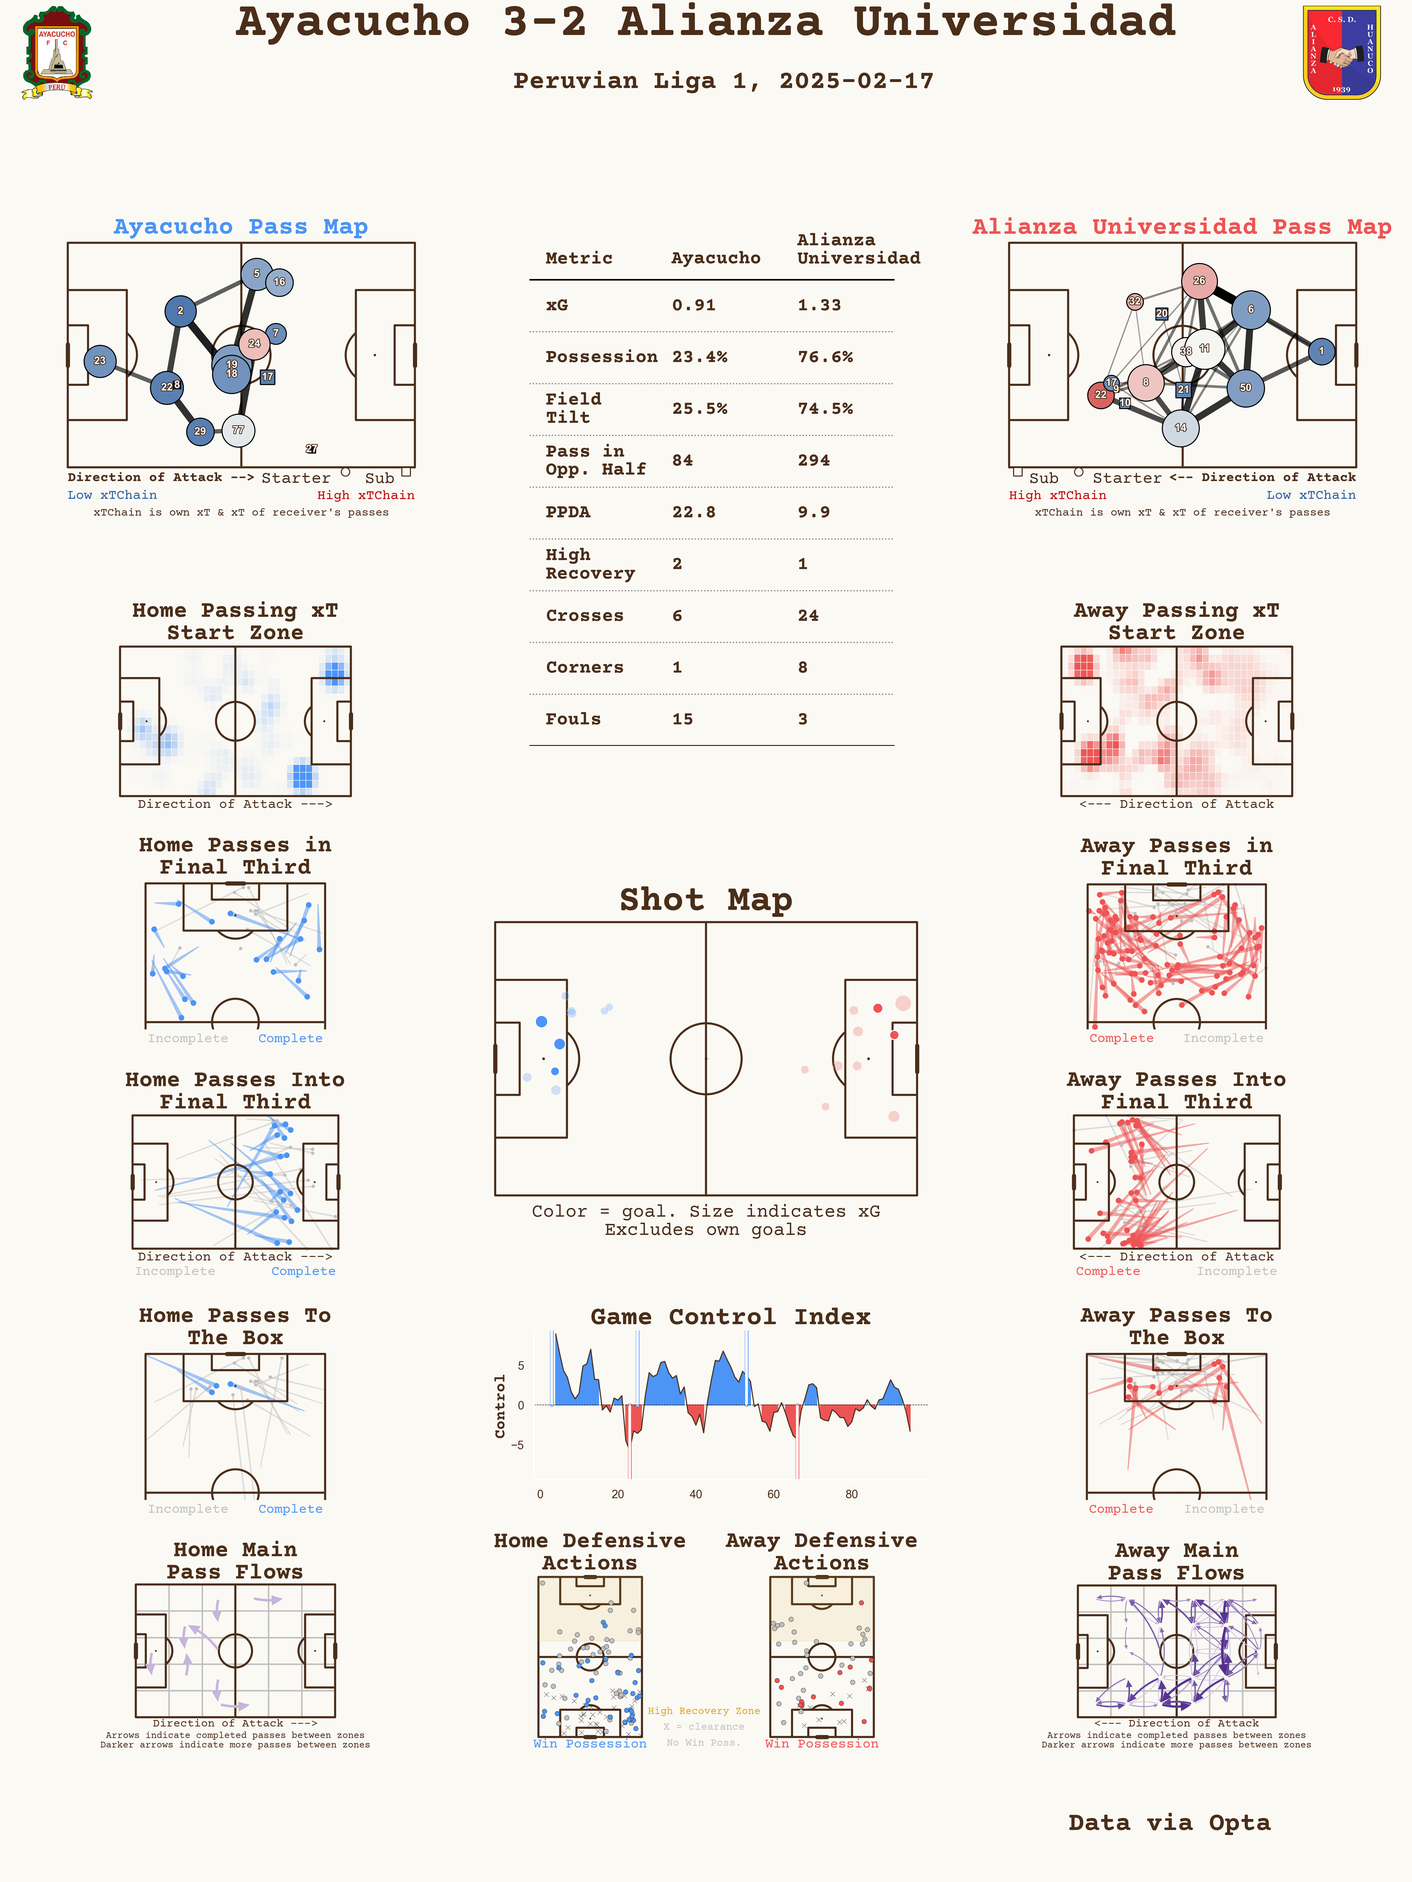 Ayacucho 3-2 Alianza Universidad
Peruvian Liga 1, 2025-02-17
AYACUCHO
F C
PERÚ
C. S. D.
ALIANZA
HUANUCO
1939
Ayacucho Pass Map
5
16
2
7
24
23
19
18
17
22
8
29
77
27
Direction of Attack --> Starter Sub
Low xTChain High xTChain
xTChain is own xT & xT of receiver's passes
Metric Ayacucho Alianza Universidad
xG 0.91 1.33
Possession 23.4% 76.6%
Field Tilt 25.5% 74.5%
Pass in Opp. Half 84 294
PPDA 22.8 9.9
High Recovery 2 1
Crosses 6 24
Corners 1 8
Fouls 15 3
Alianza Universidad Pass Map
26
32
20
6
38
11
1
17
9
8
22
21
50
10
14
Sub Starter <-- Direction of Attack
High xTChain Low xTChain
xTChain is own xT & xT of receiver's passes
Home Passing xT
Start Zone
Direction of Attack --->
Away Passing xT
Start Zone
<--- Direction of Attack
Home Passes in
Final Third
Incomplete Complete
Away Passes in
Final Third
Complete Incomplete
Shot Map
Color = goal. Size indicates xG
Excludes own goals
Home Passes Into
Final Third
Direction of Attack --->
Incomplete Complete
Away Passes Into
Final Third
<--- Direction of Attack
Complete Incomplete
Game Control Index
Control
5
0
−5
0 20 40 60 80
Home Passes To
The Box
Incomplete Complete
Away Passes To
The Box
Complete Incomplete
Home Main
Pass Flows
Direction of Attack --->
Arrows indicate completed passes between zones
Darker arrows indicate more passes between zones
Home Defensive
Actions
Win Possession
High Recovery Zone
X = clearance
No Win Poss.
Away Defensive
Actions
Win Possession
Away Main
Pass Flows
<--- Direction of Attack
Arrows indicate completed passes between zones
Darker arrows indicate more passes between zones
Data via Opta